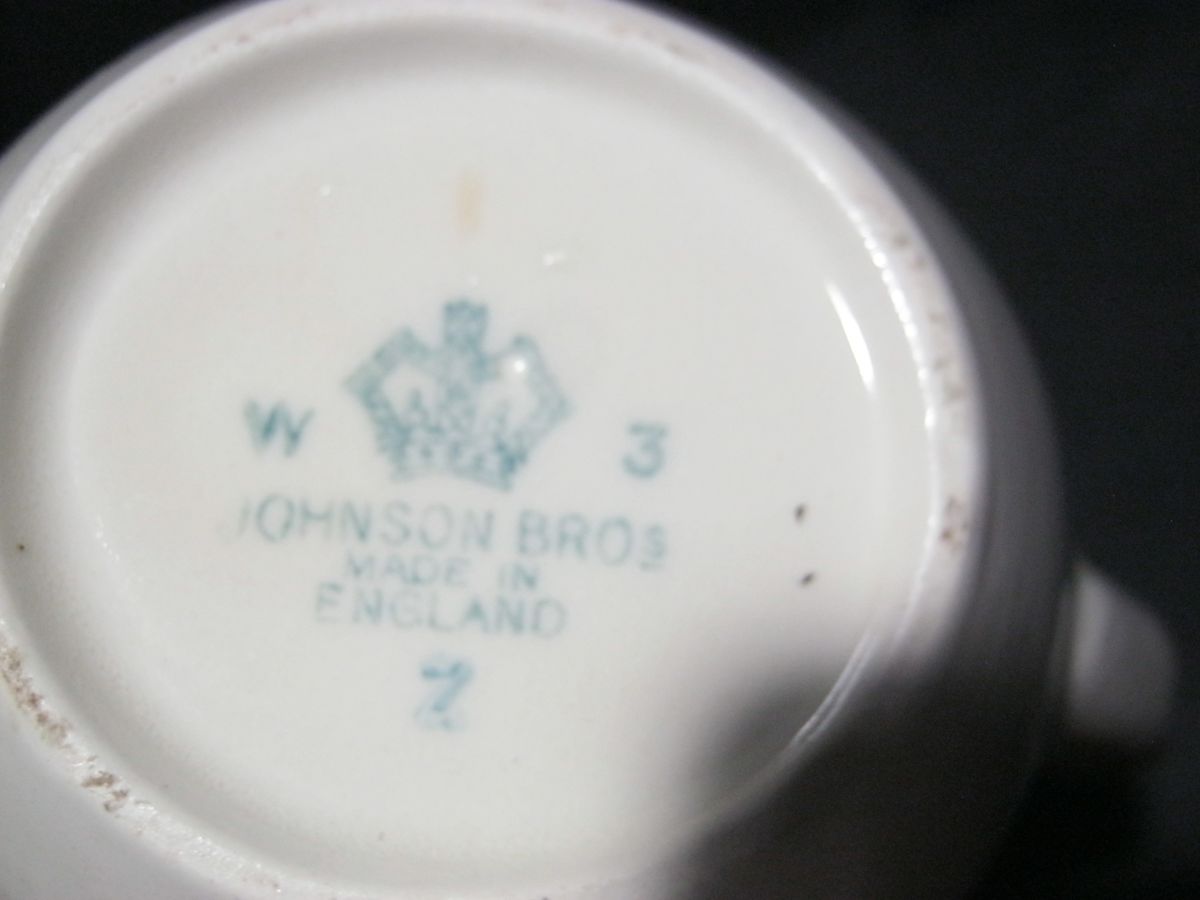 W 3
JOHNSON BROS
MADE IN
ENGLAND